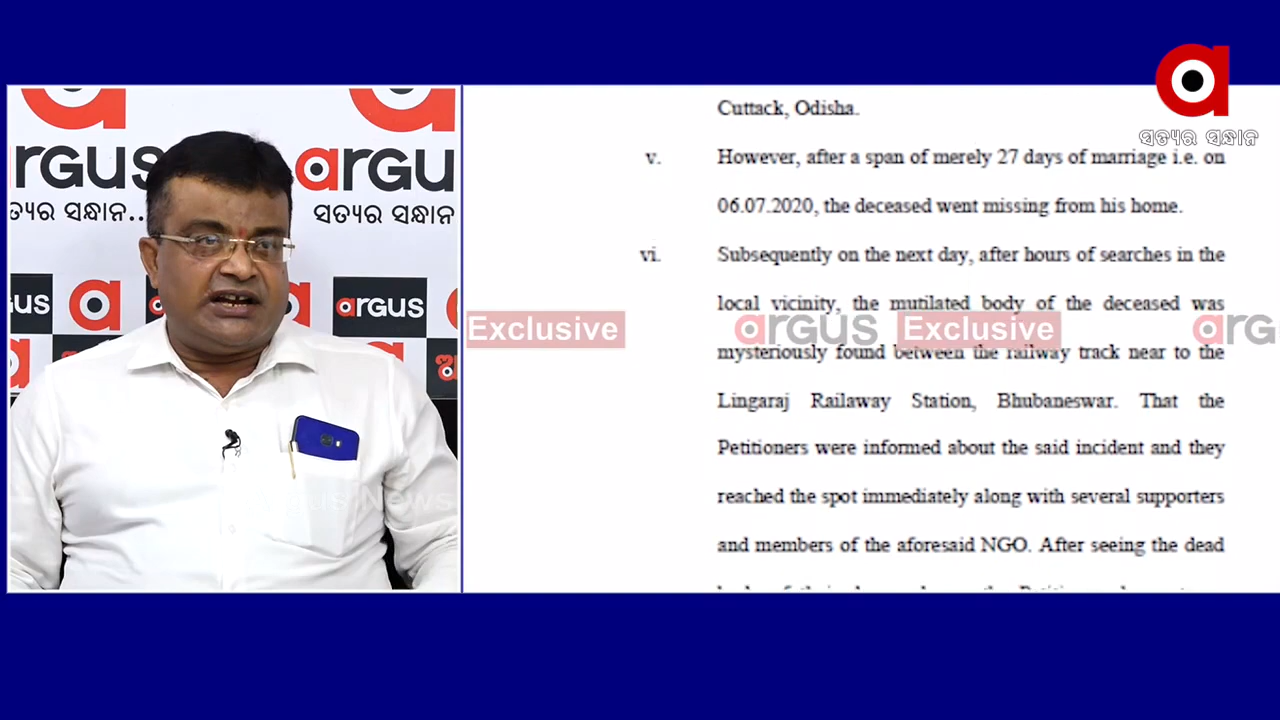 ସତ୍ୟର ସନ୍ଧାନ
argus
ସତ୍ୟର ସନ୍ଧାନ..
argus
ସତ୍ୟର ସନ୍ଧାନ
argus
Argus News
Cuttack, Odisha.
v. However, after a span of merely 27 days of marriage i.e. on
06.07.2020, the deceased went missing from his home.
vi. Subsequently on the next day, after hours of searches in the
local vicinity, the mutilated body of the deceased was
Exclusive argus Exclusive
mysteriously found between the railway track near to the
Lingaraj Railaway Station, Bhubaneswar. That the
Petitioners were informed about the said incident and they
reached the spot immediately along with several supporters
and members of the aforesaid NGO. After seeing the dead